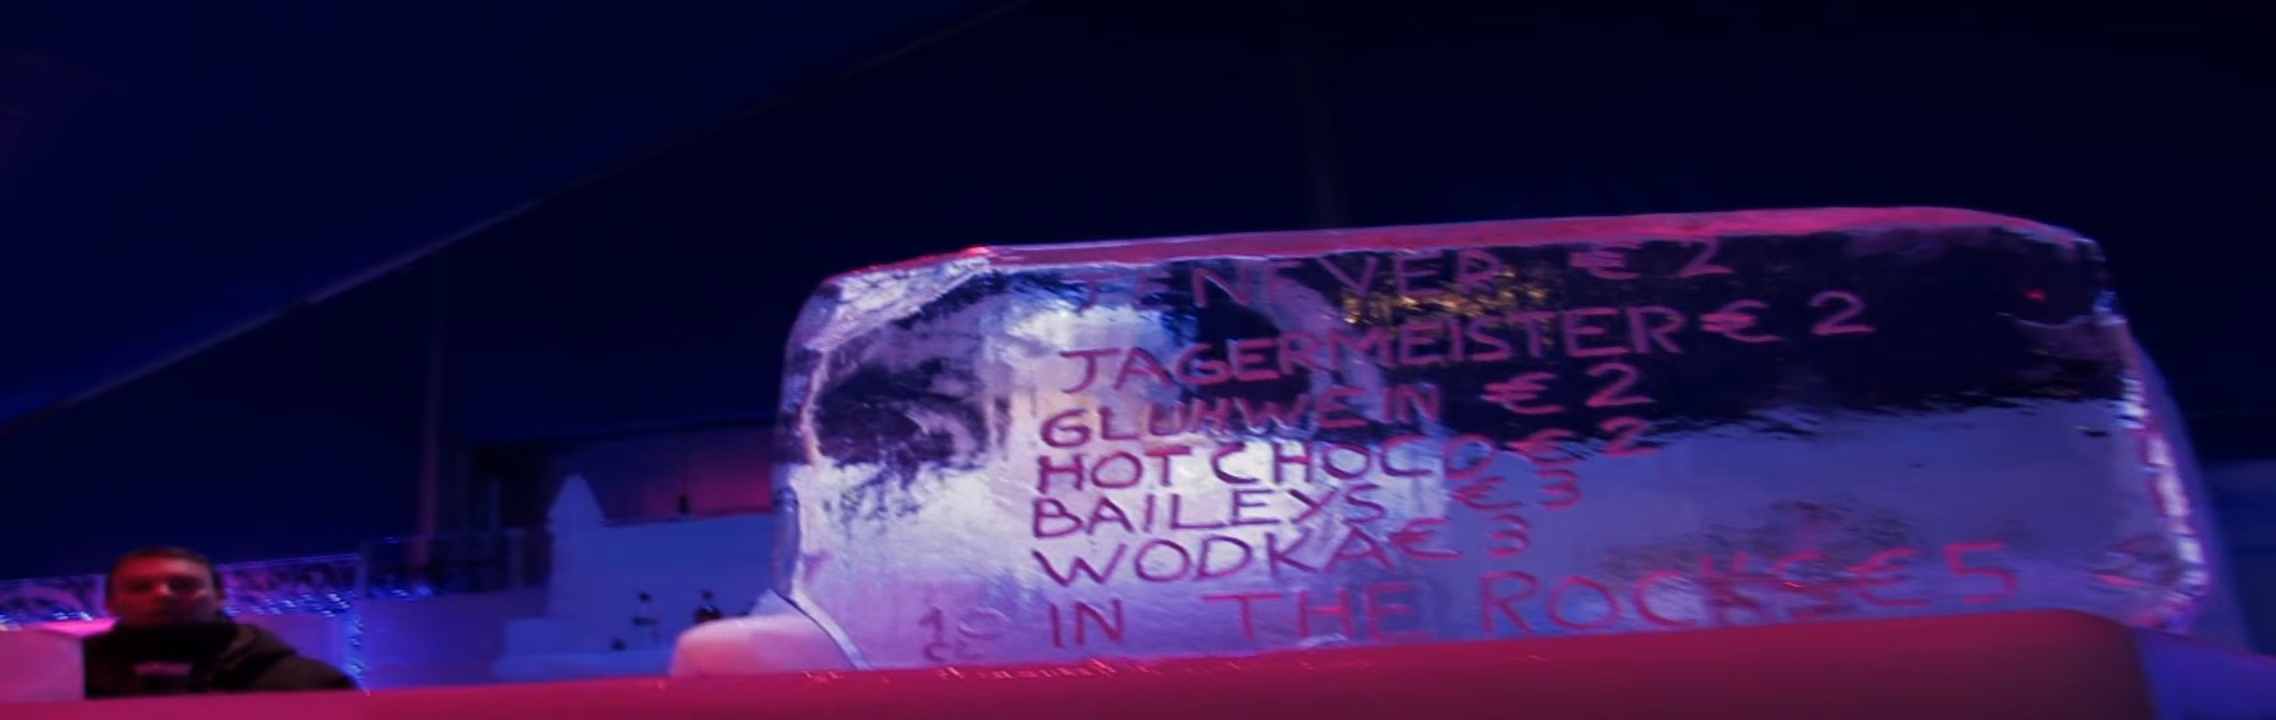 JENEVER € 2
JAGERMEISTER € 2
GLUHWEIN € 2
HOT CHOCO € 2
BAILEYS € 3
WODKA € 3
IN THE ROCKS € 5